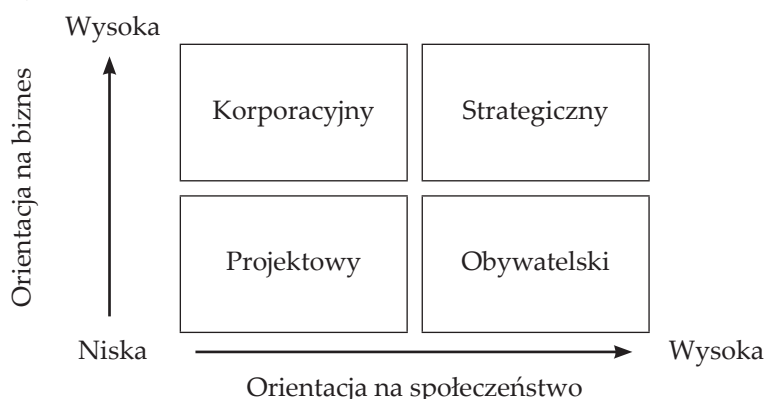 Wysoka
Orientacja na biznes
Korporacyjny
Strategiczny
Projektowy
Obywatelski
Niska
Wysoka
Orientacja na społeczeństwo